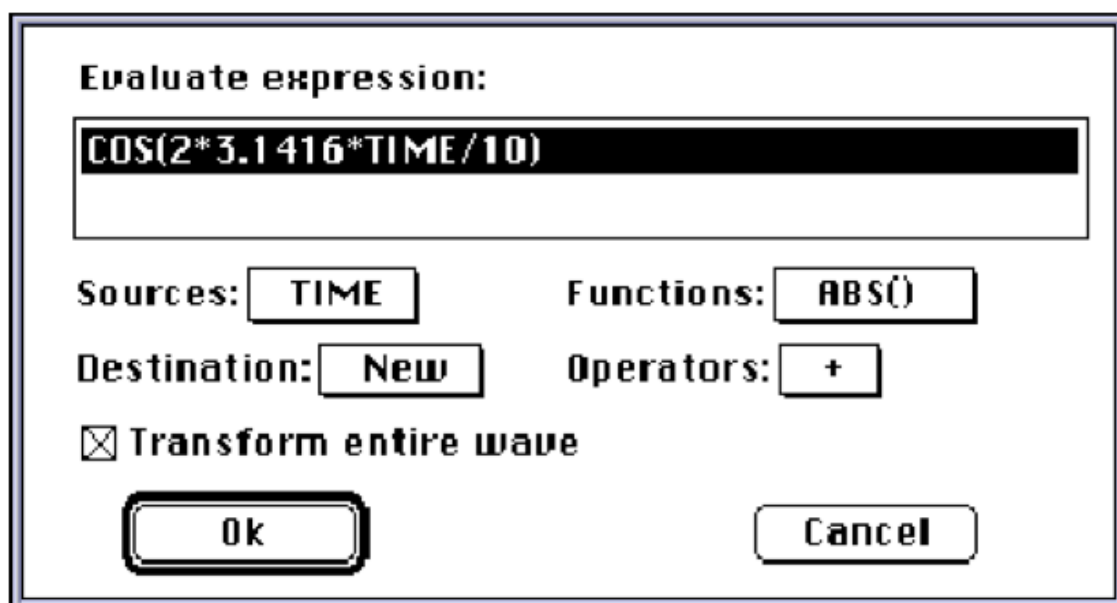 Evaluate expression:
COS(2*3.1416*TIME/10)
Sources: TIME Functions: ABS()
Destination: New Operators: +
Transform entire wave
Ok Cancel